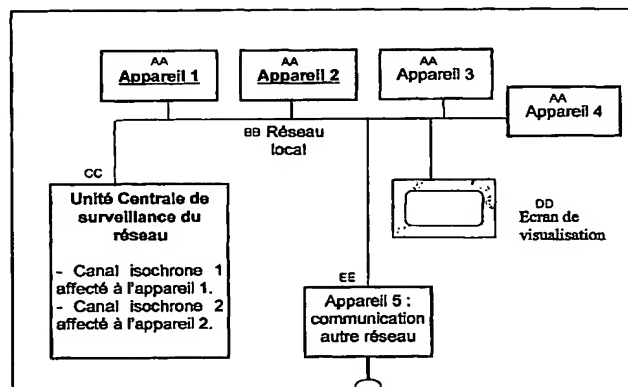 AA
Appareil 1
AA
Appareil 2
AA
Appareil 3
AA
Appareil 4
BB Réseau
local
CC
Unité Centrale de
surveillance du
réseau
- Canal isochrone 1
affecté à l'appareil 1.
- Canal isochrone 2
affecté à l'appareil 2.
DD
Ecran de
visualisation
EE
Appareil 5 :
communication
autre réseau